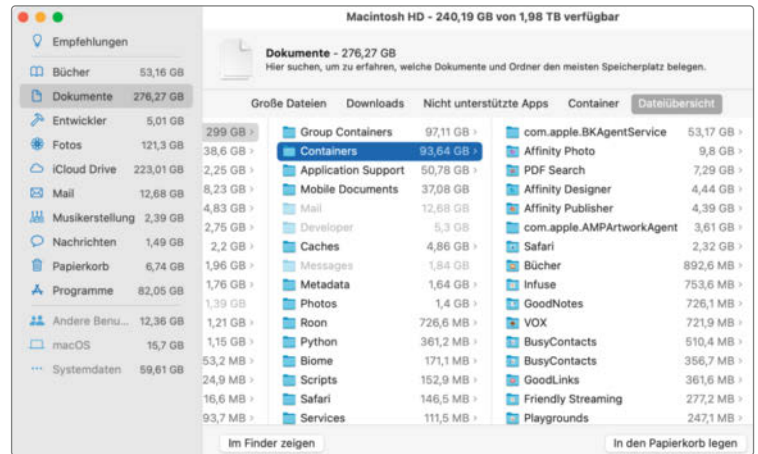 Macintosh HD - 240,19 GB von 1,98 TB verfügbar
Empfehlungen
Bücher 53,16 GB
Dokumente 276,27 GB
Entwickler 5,01 GB
Fotos 121,3 GB
iCloud Drive 223,01 GB
Mail 12,68 GB
Musikerstellung 2,39 GB
Nachrichten 1,49 GB
Papierkorb 6,74 GB
Programme 82,05 GB
Andere Benu... 12,36 GB
macOS 15,7 GB
Systemdaten 59,61 GB
Dokumente - 276,27 GB
Hier suchen, um zu erfahren, welche Dokumente und Ordner den meisten Speicherplatz belegen.
Große Dateien Downloads Nicht unterstützte Apps Container Dateiübersicht
299 GB
38,6 GB
2,25 GB
8,23 GB
4,83 GB
2,75 GB
2,2 GB
1,96 GB
1,76 GB
1,39 GB
1,21 GB
1,15 GB
53,2 MB
24,9 MB
16,6 MB
93,7 MB
Group Containers 97,11 GB
Containers 93,64 GB
Application Support 50,78 GB
Mobile Documents 37,08 GB
Mail 12,68 GB
Developer 5,3 GB
Caches 4,86 GB
Messages 1,84 GB
Metadata 1,64 GB
Photos 1,4 GB
Roon 726,6 MB
Python 361,2 MB
Biome 171,1 MB
Scripts 152,9 MB
Safari 146,5 MB
Services 111,5 MB
com.apple.BKAgentService 53,17 GB
Affinity Photo 9,8 GB
PDF Search 7,29 GB
Affinity Designer 4,44 GB
Affinity Publisher 4,39 GB
com.apple.AMPArtworkAgent 3,61 GB
Safari 2,32 GB
Bücher 892,6 MB
Infuse 753,6 MB
GoodNotes 726,1 MB
VOX 721,9 MB
BusyContacts 510,4 MB
BusyContacts 356,7 MB
GoodLinks 361,6 MB
Friendly Streaming 277,2 MB
Playgrounds 247,1 MB
Im Finder zeigen
In den Papierkorb legen